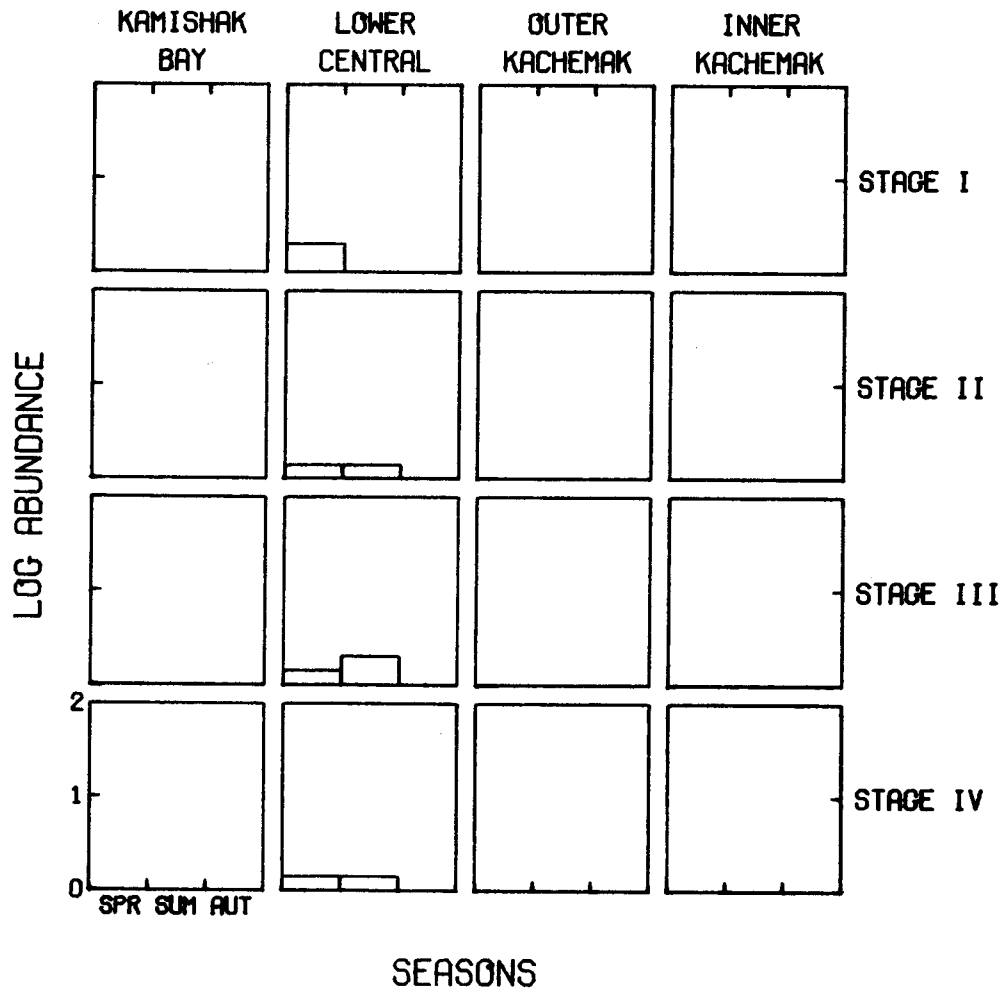 KAMISHAK BAY
LOWER CENTRAL
OUTER KACHEMAK
INNER KACHEMAK
STAGE I
STAGE II
STAGE III
STAGE IV
LOG ABUNDANCE
2
1
0
SPR SUM AUT
SEASONS